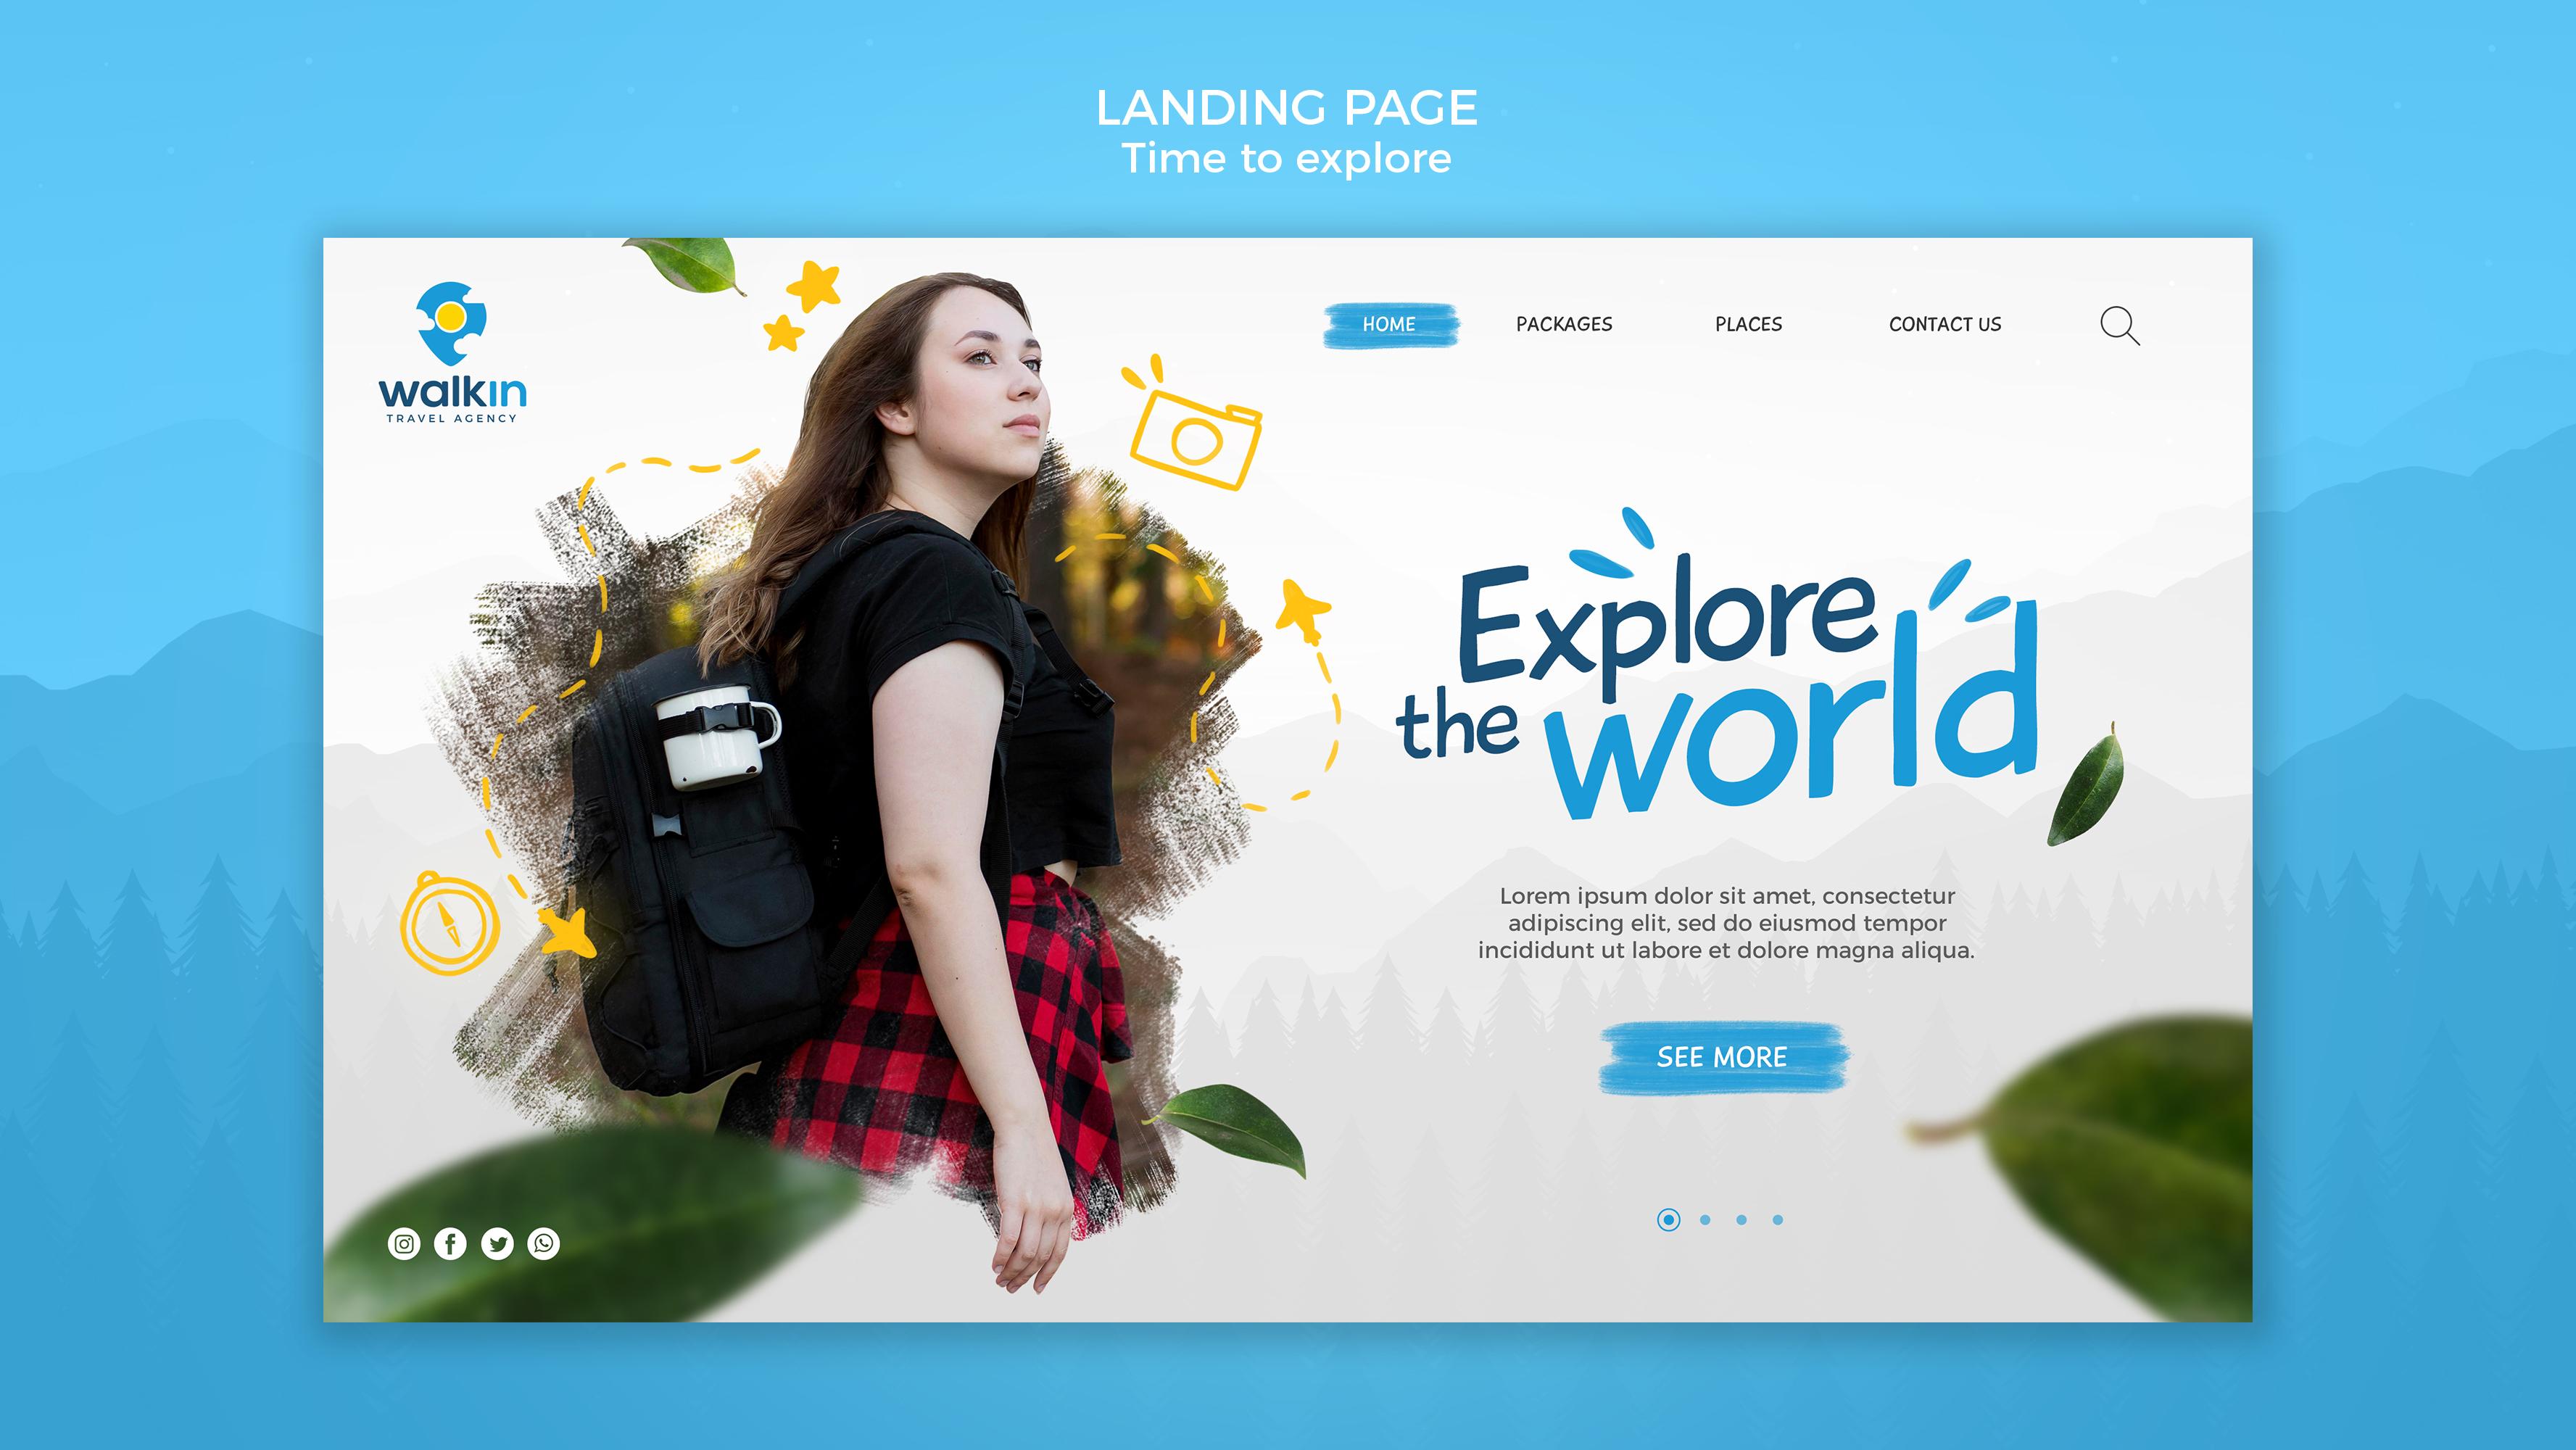 LANDING PAGE
Time to explore
walkin
TRAVEL AGENCY
HOME
PACKAGES
PLACES
CONTACT US
Explore
the world
Lorem ipsum dolor sit amet, consectetur
adipiscing elit, sed do eiusmod tempor
incididunt ut labore et dolore magna aliqua.
SEE MORE